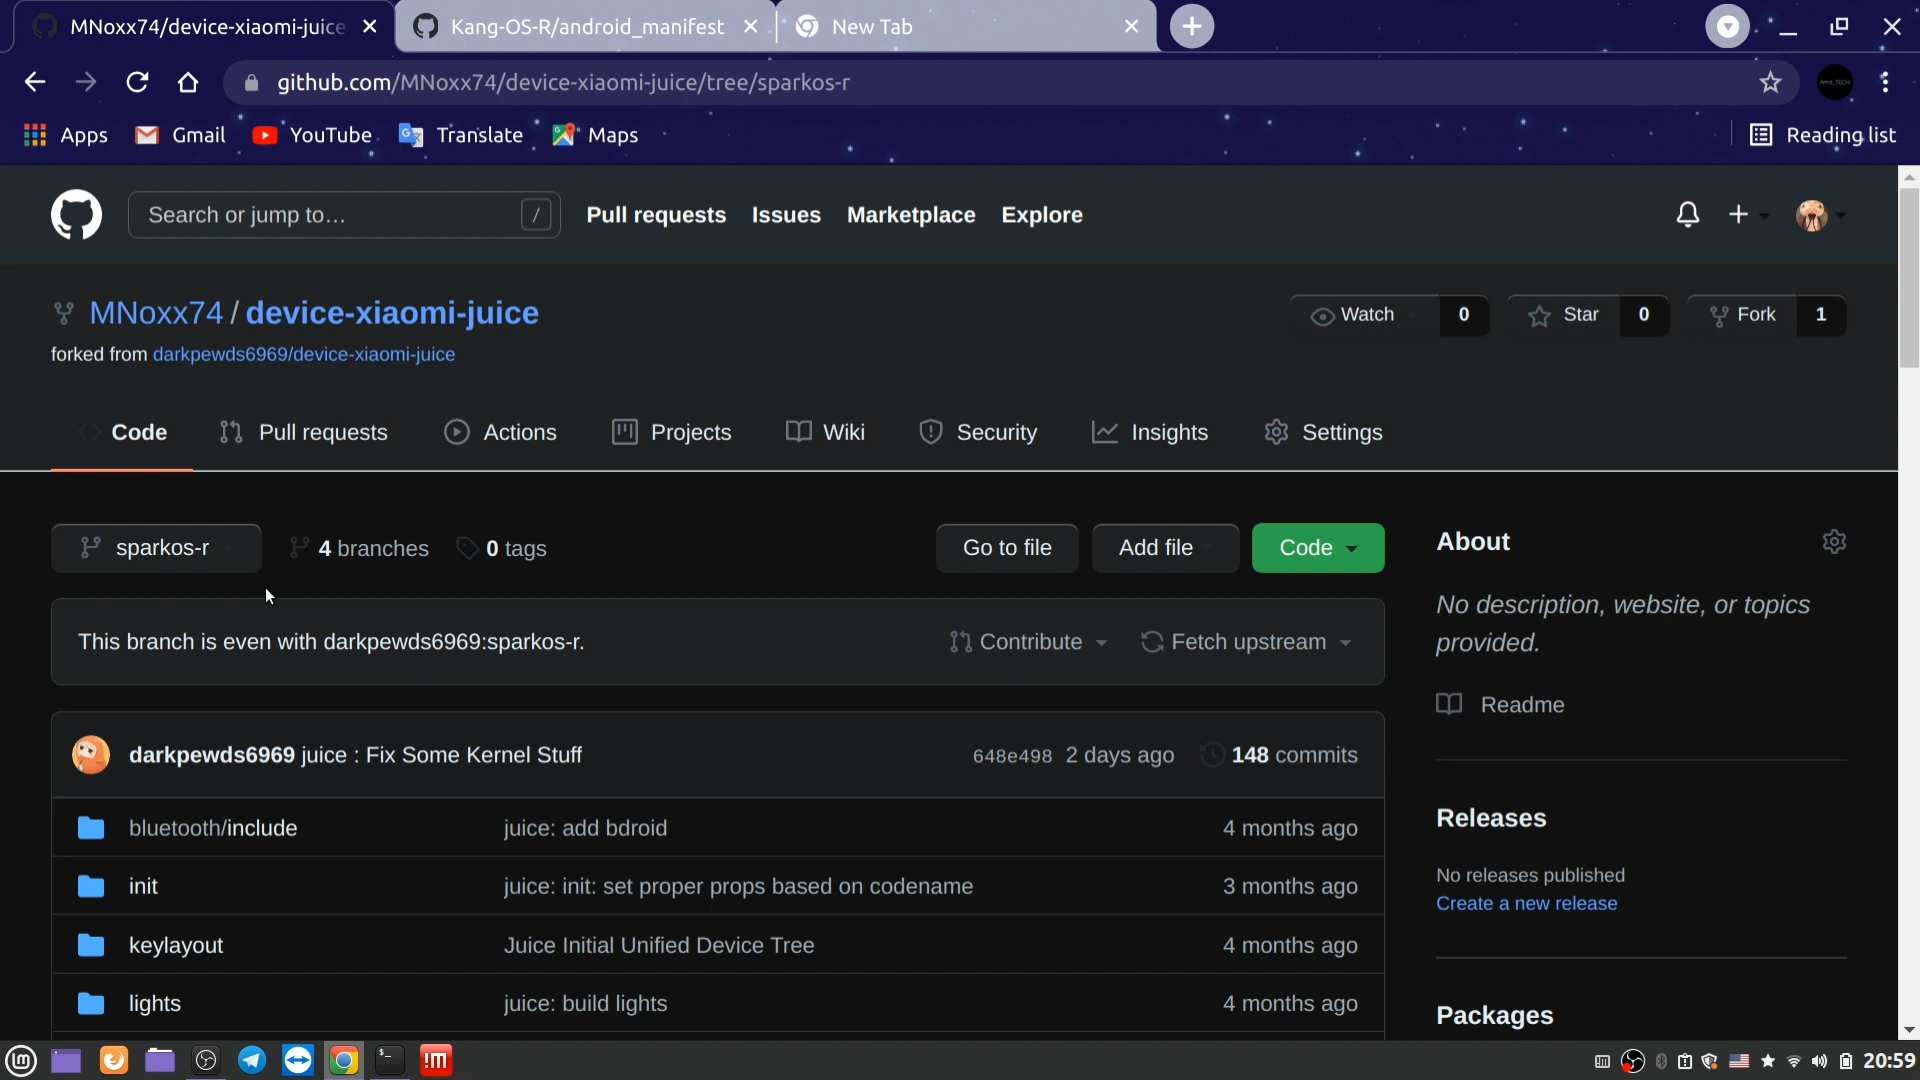 MNoxx74/device-xiaomi-juice
Kang-OS-R/android_manifest
New Tab
github.com/MNoxx74/device-xiaomi-juice/tree/sparkos-r
Apps
Gmail
YouTube
Translate
Maps
Reading list
Search or jump to…
/
Pull requests
Issues
Marketplace
Explore
MNoxx74 / device-xiaomi-juice
Watch 0
Star 0
Fork 1
forked from darkpewds6969/device-xiaomi-juice
Code
Pull requests
Actions
Projects
Wiki
Security
Insights
Settings
sparkos-r
4 branches
0 tags
Go to file
Add file
Code
About
This branch is even with darkpewds6969:sparkos-r.
Contribute
Fetch upstream
No description, website, or topics
provided.
Readme
darkpewds6969 juice : Fix Some Kernel Stuff
648e498 2 days ago
148 commits
bluetooth/include
juice: add bdroid
4 months ago
init
juice: init: set proper props based on codename
3 months ago
keylayout
Juice Initial Unified Device Tree
4 months ago
lights
juice: build lights
4 months ago
Releases
No releases published
Create a new release
Packages
20:59